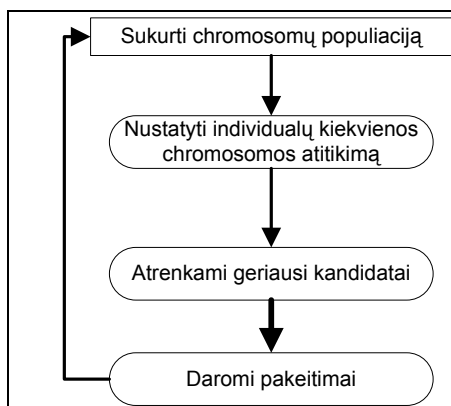 Sukurti chromosomų populiaciją
Nustatyti individualų kiekvienos
chromosomos atitikimą
Atrenkami geriausi kandidatai
Daromi pakeitimai